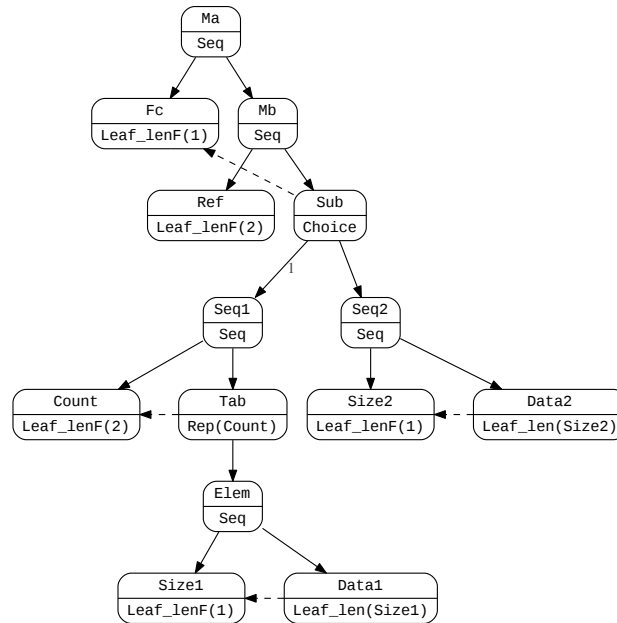 Ma
Seq
Fc
Leaf_lenF(1)
Mb
Seq
Ref
Leaf_lenF(2)
Sub
Choice
1
Seq1
Seq
Seq2
Seq
Count
Leaf_lenF(2)
Tab
Rep(Count)
Size2
Leaf_lenF(1)
Data2
Leaf_len(Size2)
Elem
Seq
Size1
Leaf_lenF(1)
Data1
Leaf_len(Size1)